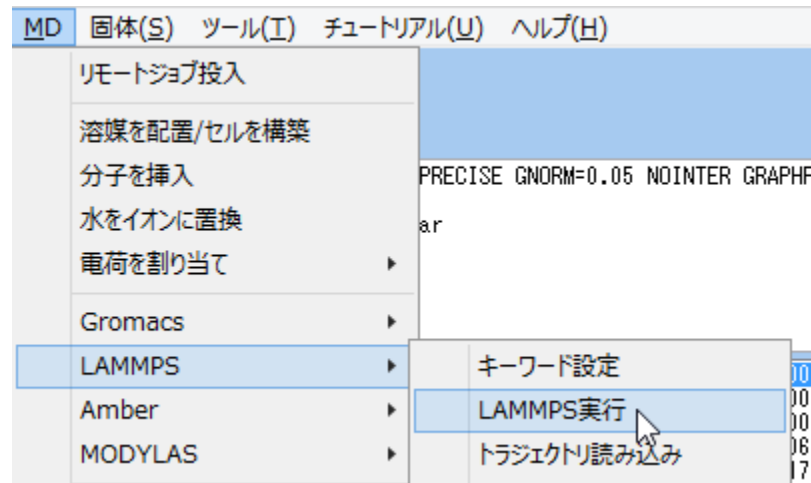 MD 固体(S) ツール(T) チュートリアル(U) ヘルプ(H)
リモートジョブ投入
溶媒を配置/セルを構築
分子を挿入
PRECISE GNORM=0.05 NOINTER
水をイオンに置換
ar
電荷を割り当て
Gromacs
LAMMPS
キーワード設定
Amber
LAMMPS実行
MODYLAS
トラジェクトリ読み込み